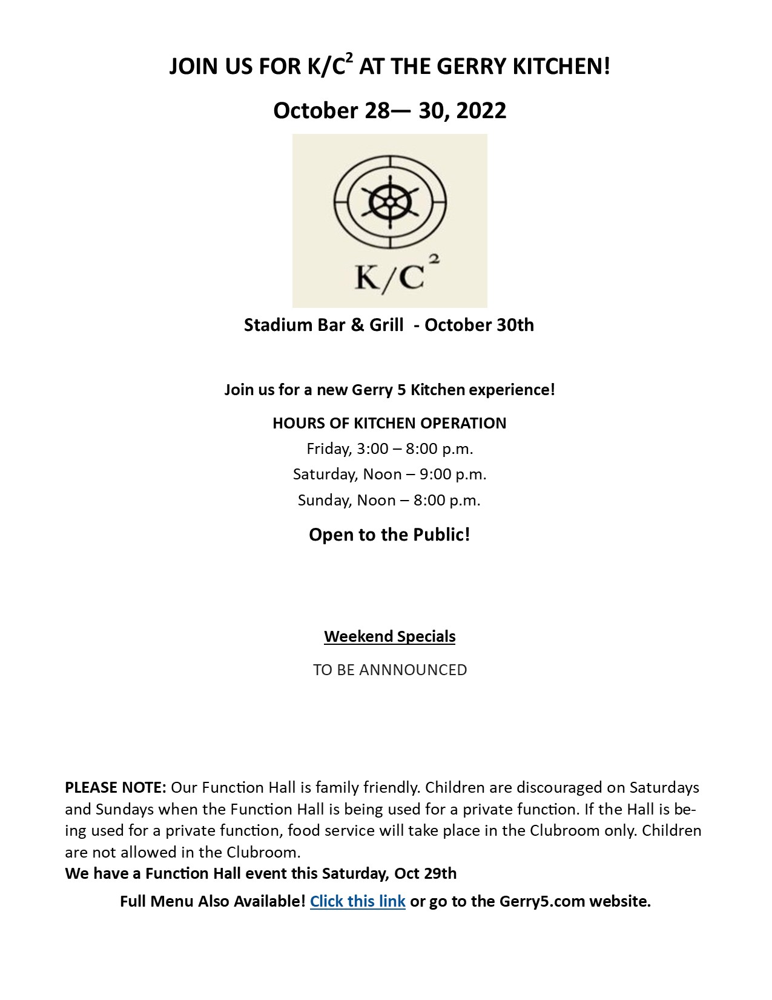 JOIN US FOR K/C² AT THE GERRY KITCHEN!
October 28— 30, 2022
K/C²
Stadium Bar & Grill - October 30th
Join us for a new Gerry 5 Kitchen experience!
HOURS OF KITCHEN OPERATION
Friday, 3:00 – 8:00 p.m.
Saturday, Noon – 9:00 p.m.
Sunday, Noon – 8:00 p.m.
Open to the Public!
Weekend Specials
TO BE ANNNOUNCED
PLEASE NOTE: Our Function Hall is family friendly. Children are discouraged on Saturdays
and Sundays when the Function Hall is being used for a private function. If the Hall is be-
ing used for a private function, food service will take place in the Clubroom only. Children
are not allowed in the Clubroom.
We have a Function Hall event this Saturday, Oct 29th
Full Menu Also Available! Click this link or go to the Gerry5.com website.